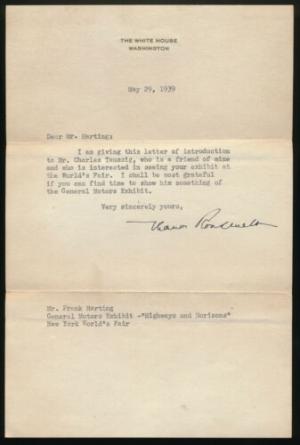 THE WHITE HOUSE
WASHINGTON
May 29, 1939
Dear Mr. Harting:
I am giving this letter of introduction
to Mr. Charles Taussig, who is a friend of mine
and who is interested in seeing your exhibit at
the World's Fair. I shall be most grateful
if you can find time to show him something of
the General Motors Exhibit.
Very sincerely yours,
Eleanor Roosevelt
Mr. Frank Harting
General Motors Exhibit -"Highways and Horizons"
New York World's Fair